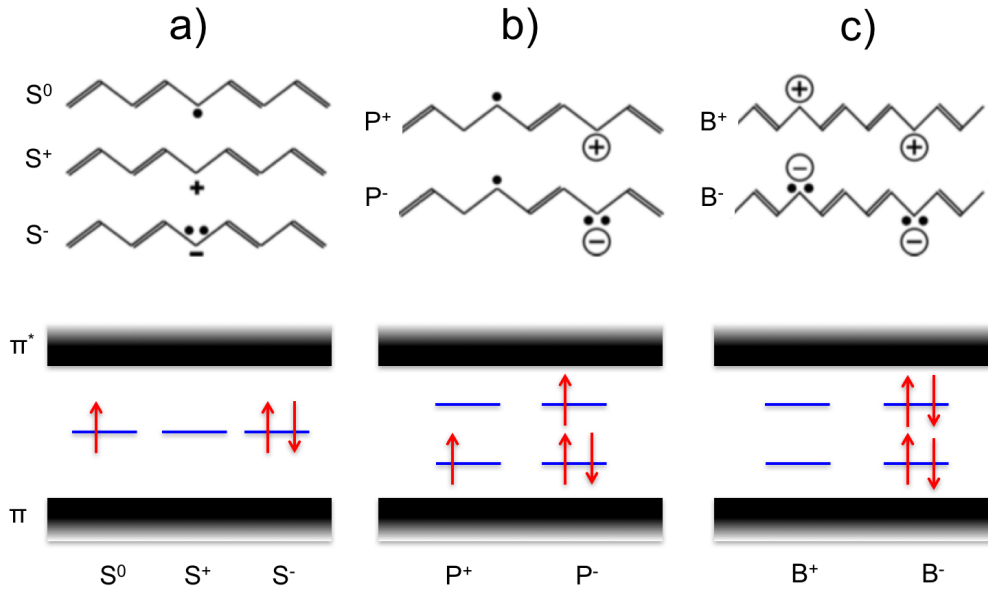 a)
b)
c)
S⁰
S⁺
S⁻
P⁺
P⁻
B⁺
B⁻
π*
π
S⁰ S⁺ S⁻
P⁺ P⁻
B⁺ B⁻